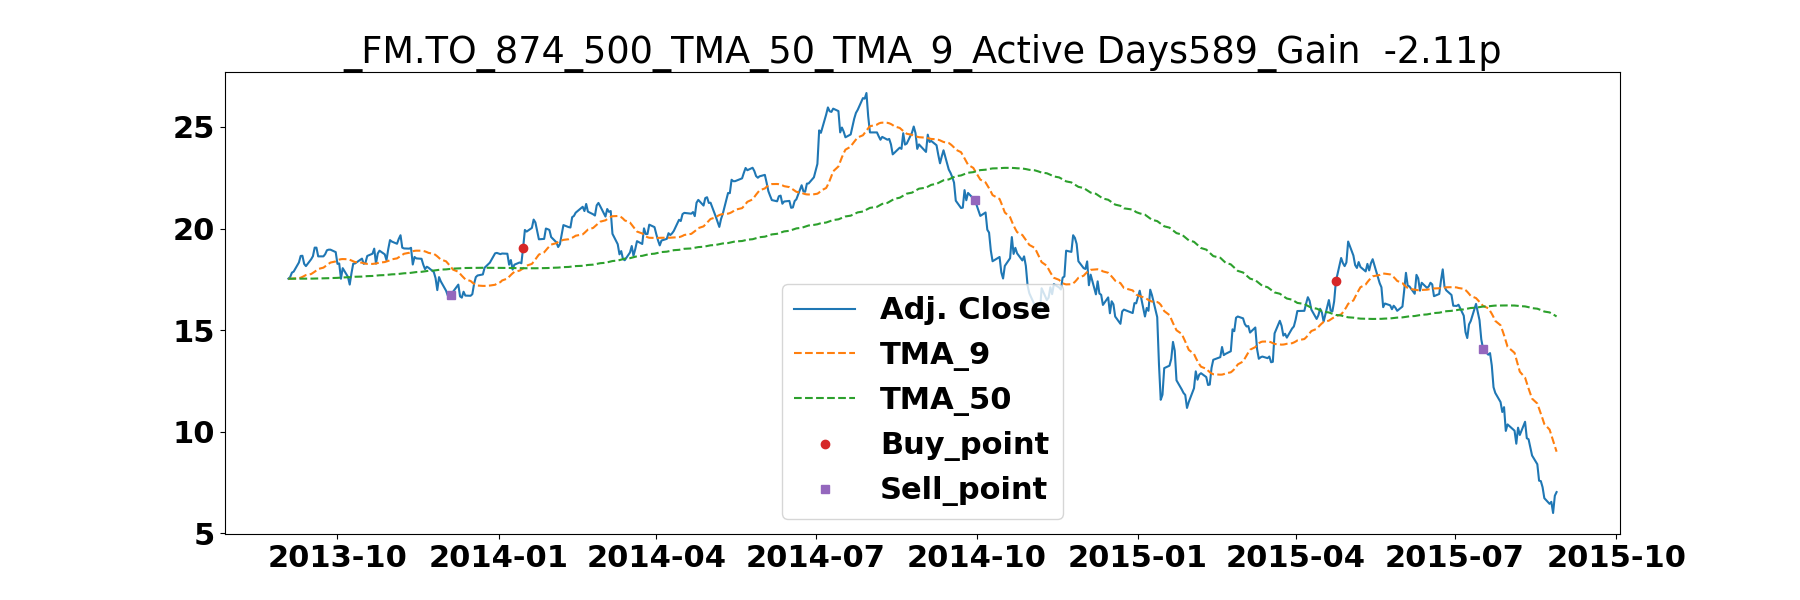 _FM.TO_874_500_TMA_50_TMA_9_Active Days589_Gain  -2.11p
25
20
15
10
5
Adj. Close
TMA_9
TMA_50
Buy_point
Sell_point
2013-10 2014-01 2014-04 2014-07 2014-10 2015-01 2015-04 2015-07 2015-10